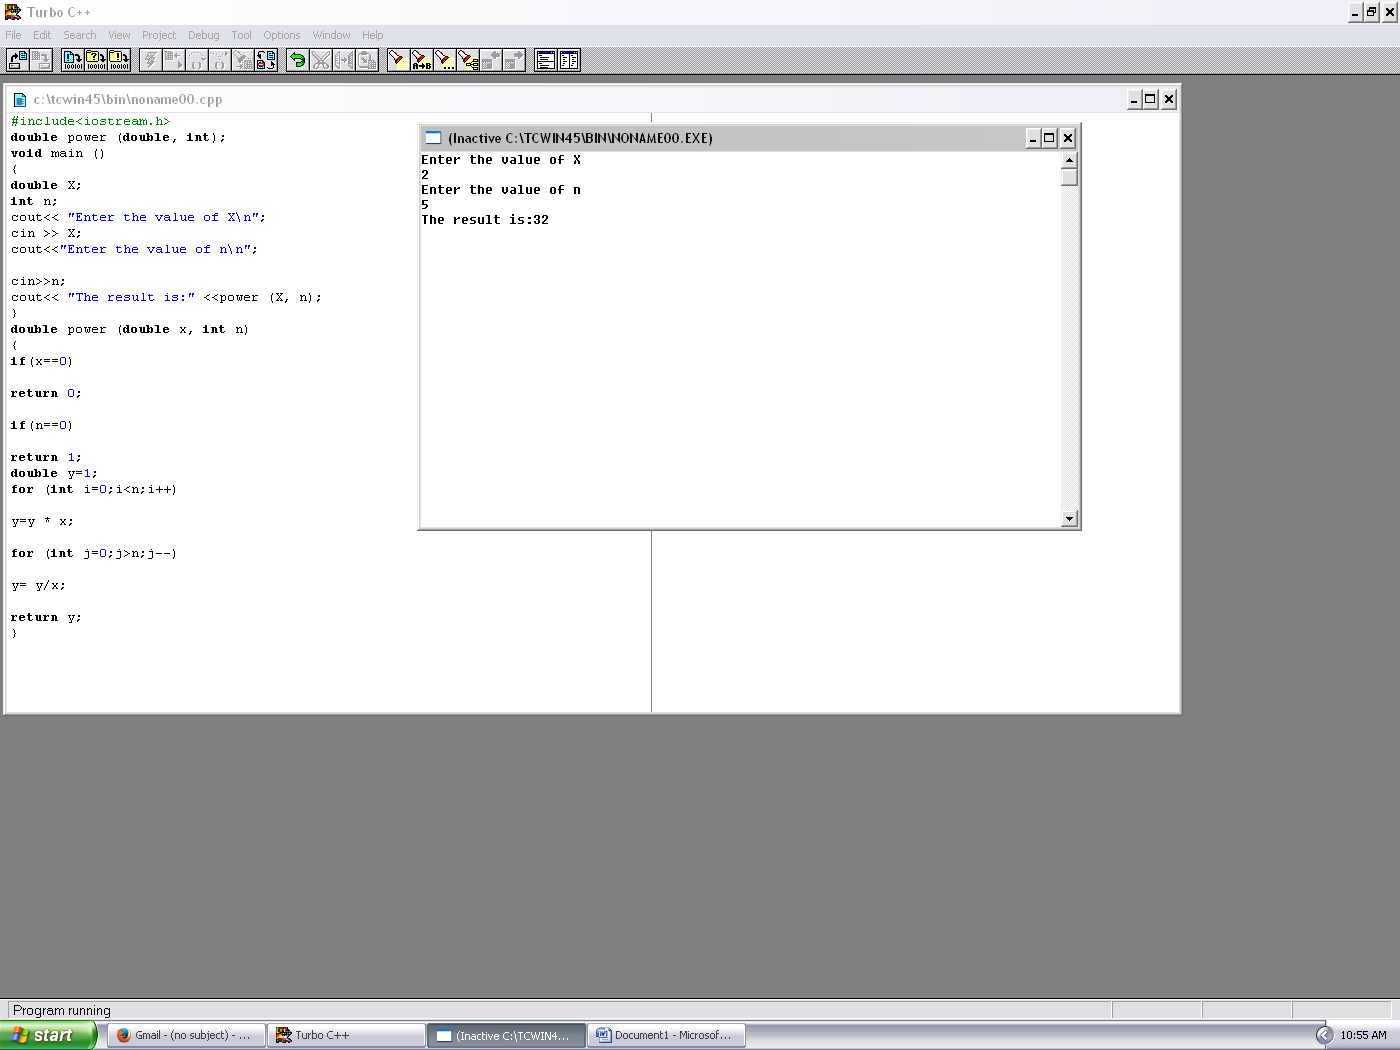 Turbo C++
File Edit Search View Project Debug Tool Options Window Help
c:\tcwin45\bin\noname00.cpp
#include<iostream.h>
double power (double, int);
void main ()
{
double X;
int n;
cout<< "Enter the value of X\n";
cin >> X;
cout<<"Enter the value of n\n";
cin>>n;
cout<< "The result is:" <<power (X, n);
}
double power (double x, int n)
{
if(x==0)
return 0;
if(n==0)
return 1;
double y=1;
for (int i=0;i<n;i++)
y=y * x;
for (int j=0;j>n;j--)
y= y/x;
return y;
}
(Inactive C:\TCWIN45\BIN\NONAME00.EXE)
Enter the value of X
2
Enter the value of n
5
The result is:32
Program running
start
Gmail - (no subject) - ...
Turbo C++
(Inactive C:\TCWIN4...
Document1 - Microsof...
10:55 AM